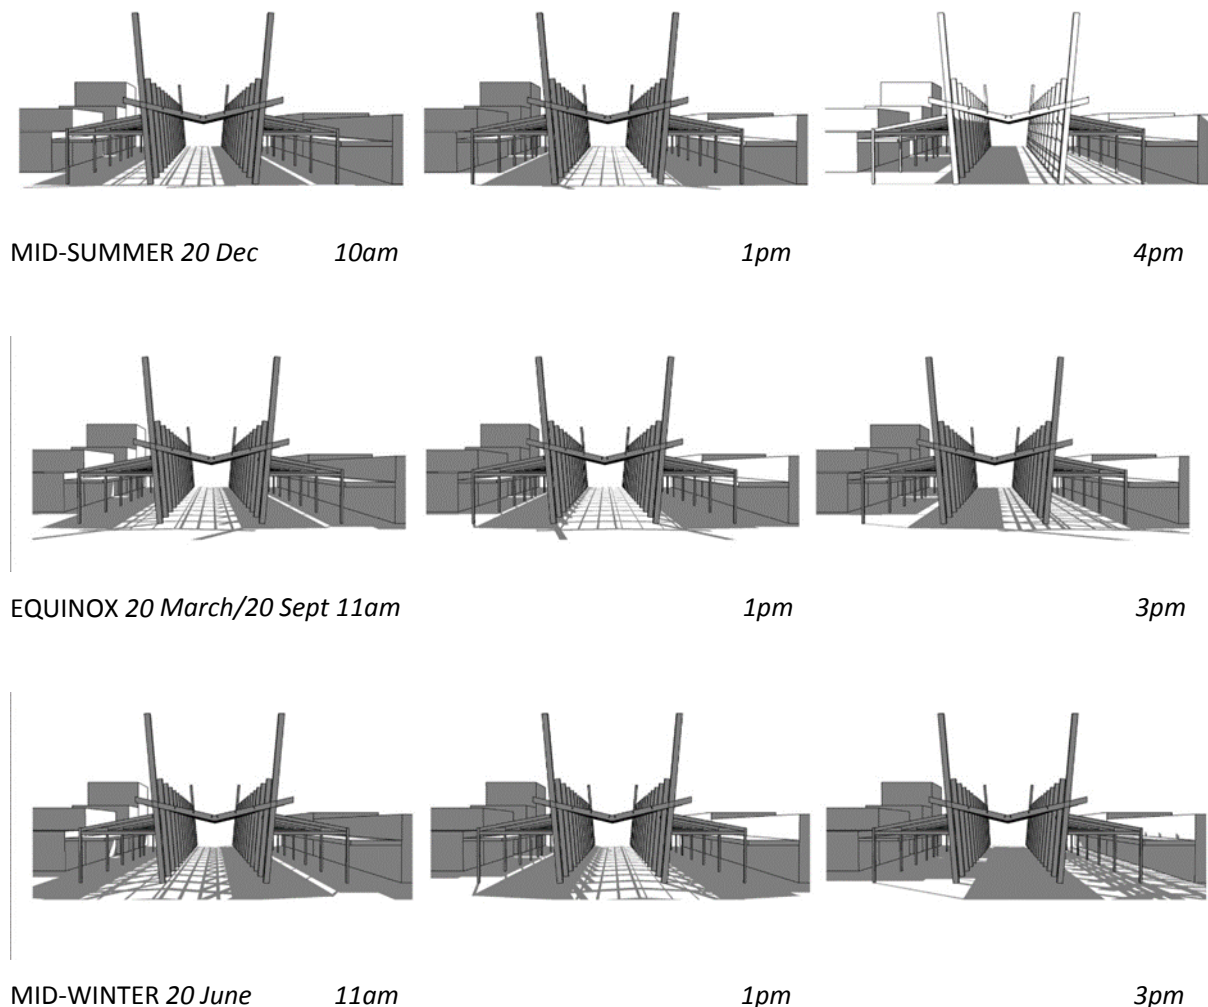 MID-SUMMER 20 Dec 10am 1pm 4pm
EQUINOX 20 March/20 Sept 11am 1pm 3pm
MID-WINTER 20 June 11am 1pm 3pm